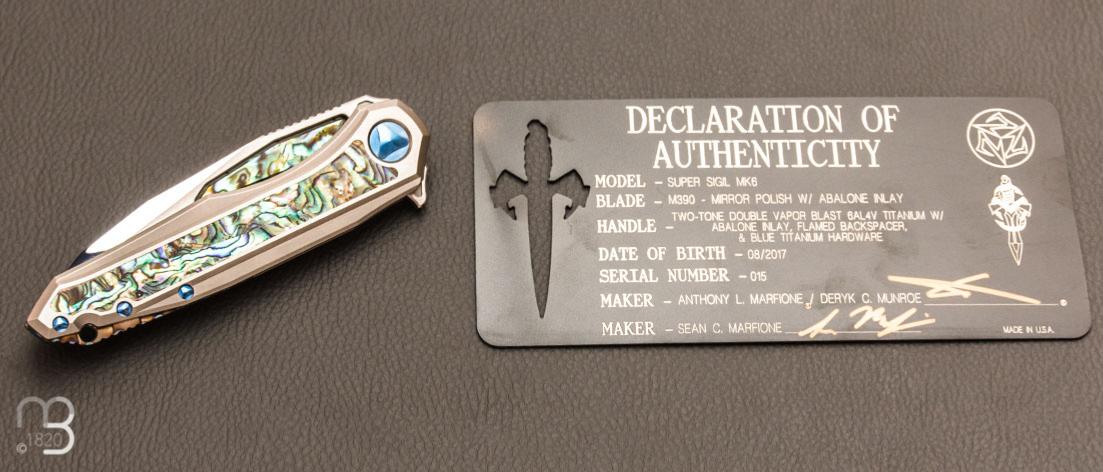 DECLARATION OF
AUTHENTICITY
MODEL - SUPER SIGIL MK6
BLADE - M390 - MIRROR POLISH W/ ABALONE INLAY
HANDLE - TWO-TONE DOUBLE VAPOR BLAST 6AL4V TITANIUM W/
ABALONE INLAY, FLAMED BACKSPACER,
& BLUE TITANIUM HARDWARE
DATE OF BIRTH - 08/2017
SERIAL NUMBER - 015
MAKER - ANTHONY L. MARFIONE / DERYK C. MUNROE
MAKER - SEAN C. MARFIONE
MADE IN U.S.A.
©1820